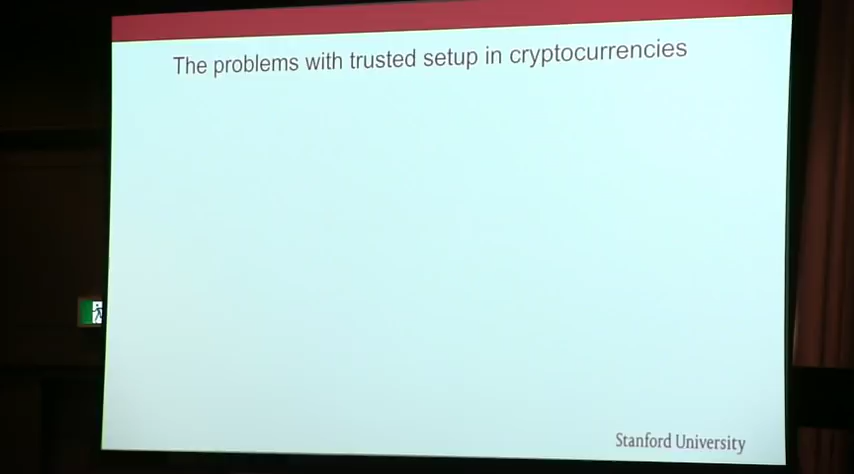 The problems with trusted setup in cryptocurrencies
Stanford University